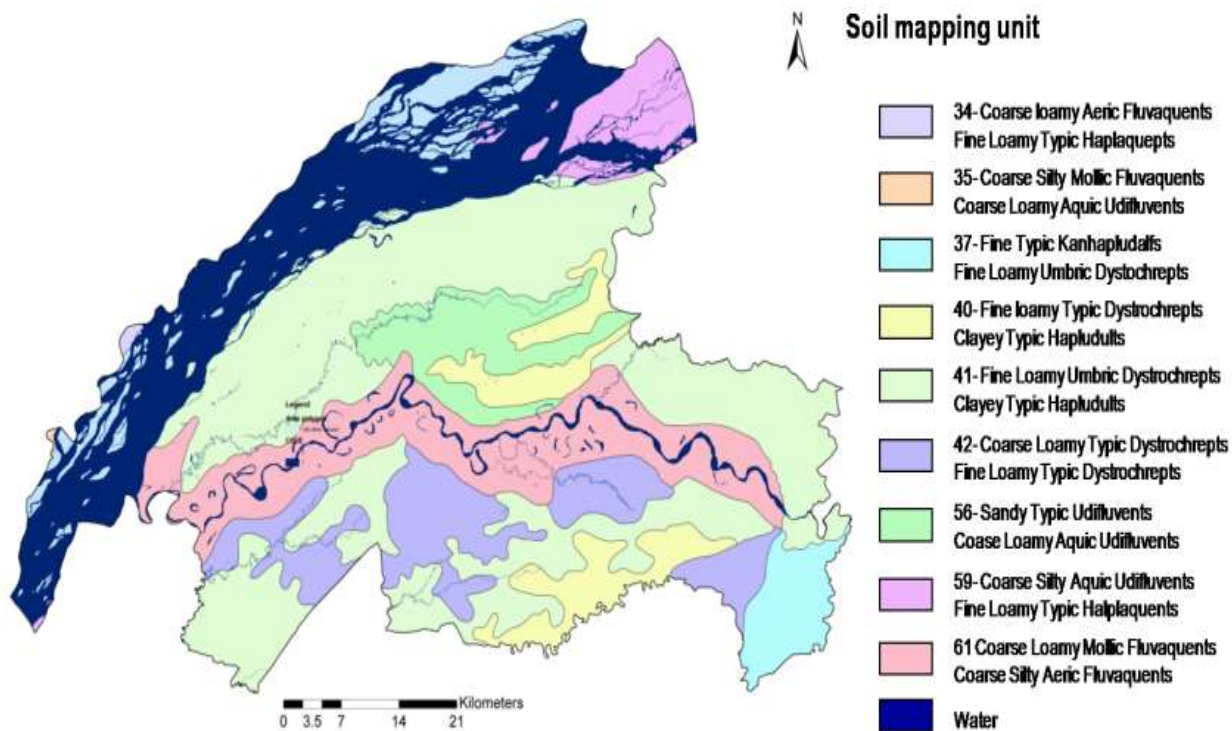 N
Soil mapping unit
34- Coarse loamy Aeric Fluvaquents
Fine Loamy Typic Haplaquepts
35- Coarse Silty Mollic Fluvaquents
Coarse Loamy Aquic Udifluvents
37- Fine Typic Kanhapludalfs
Fine Loamy Umbric Dystochrepts
40- Fine loamy Typic Dystrochrepts
Clayey Typic Hapludults
41- Fine Loamy Umbric Dystrochrepts
Clayey Typic Hapludults
42- Coarse Loamy Typic Dystrochrepts
Fine Loamy Typic Dystrochrepts
56- Sandy Typic Udifluvents
Coase Loamy Aquic Udifluvents
59- Coarse Silty Aquic Udifluvents
Fine Loamy Typic Halplaquents
61 Coarse Loamy Mollic Fluvaquents
Coarse Silty Aeric Fluvaquents
Water
Legend
Kilometers
0 3.5 7 14 21